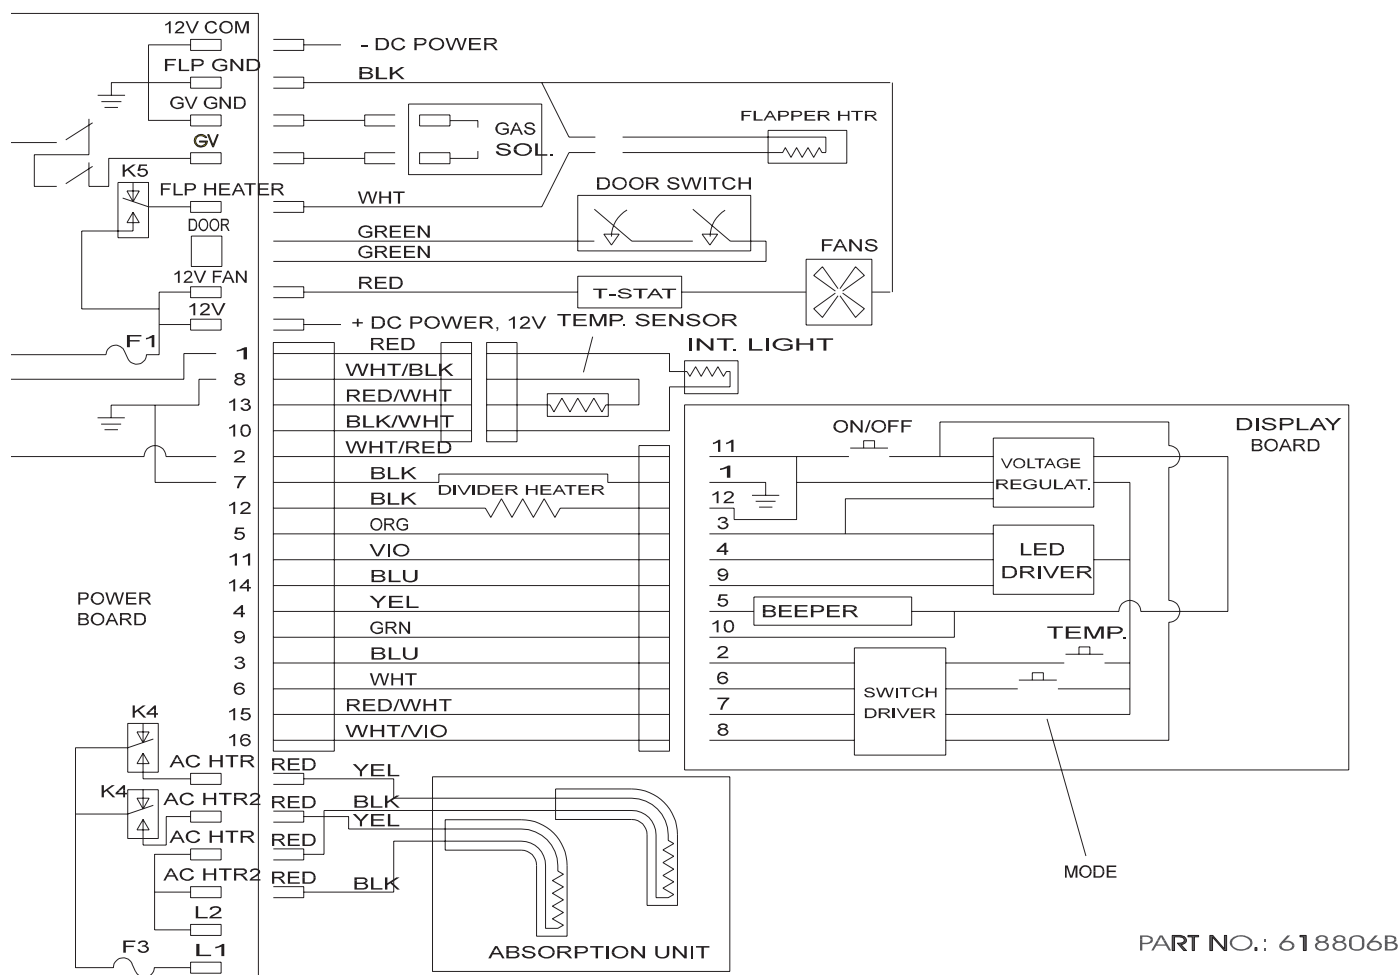 12V COM
- DC POWER
FLP GND
BLK
GV GND
GAS
SOL.
FLAPPER HTR
GV
K5
FLP HEATER
WHT
DOOR SWITCH
DOOR
GREEN
GREEN
FANS
12V FAN
RED
T-STAT
12V
+ DC POWER, 12V
TEMP. SENSOR
F1
1
RED
INT. LIGHT
8
WHT/BLK
13
RED/WHT
10
BLK/WHT
2
WHT/RED
7
BLK
DIVIDER HEATER
12
BLK
5
ORG
11
VIO
14
BLU
4
YEL
9
GRN
3
BLU
6
WHT
15
RED/WHT
16
WHT/VIO
POWER
BOARD
DISPLAY
BOARD
ON/OFF
11
1
12
3
4
9
5
10
2
6
7
8
VOLTAGE
REGULAT.
LED
DRIVER
BEEPER
TEMP.
SWITCH
DRIVER
MODE
K4
AC HTR
RED
YEL
K4
AC HTR2
RED
BLK
YEL
AC HTR
RED
AC HTR2
RED
BLK
L2
F3
L1
ABSORPTION UNIT
PART NO.: 618806B